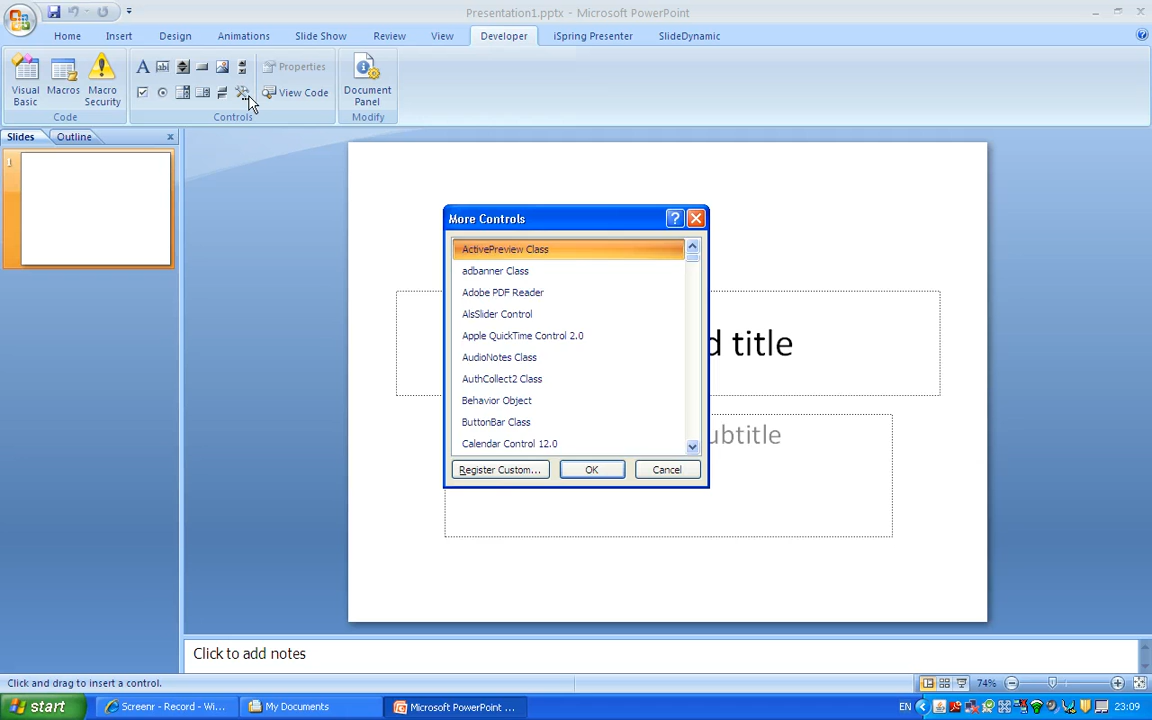 Presentation1.pptx - Microsoft PowerPoint
Home Insert Design Animations Slide Show Review View Developer iSpring Presenter SlideDynamic
Visual Basic
Macros
Macro Security
Code
A
Properties
View Code
Controls
Document Panel
Modify
Slides Outline x
1
More Controls
ActivePreview Class
adbanner Class
Adobe PDF Reader
AlsSlider Control
Apple QuickTime Control 2.0
AudioNotes Class
AuthCollect2 Class
Behavior Object
ButtonBar Class
Calendar Control 12.0
Register Custom... OK Cancel
d title
ubtitle
Click to add notes
Click and drag to insert a control. 74%
start Screenr - Record - Wi... My Documents Microsoft PowerPoint ... EN 23:09